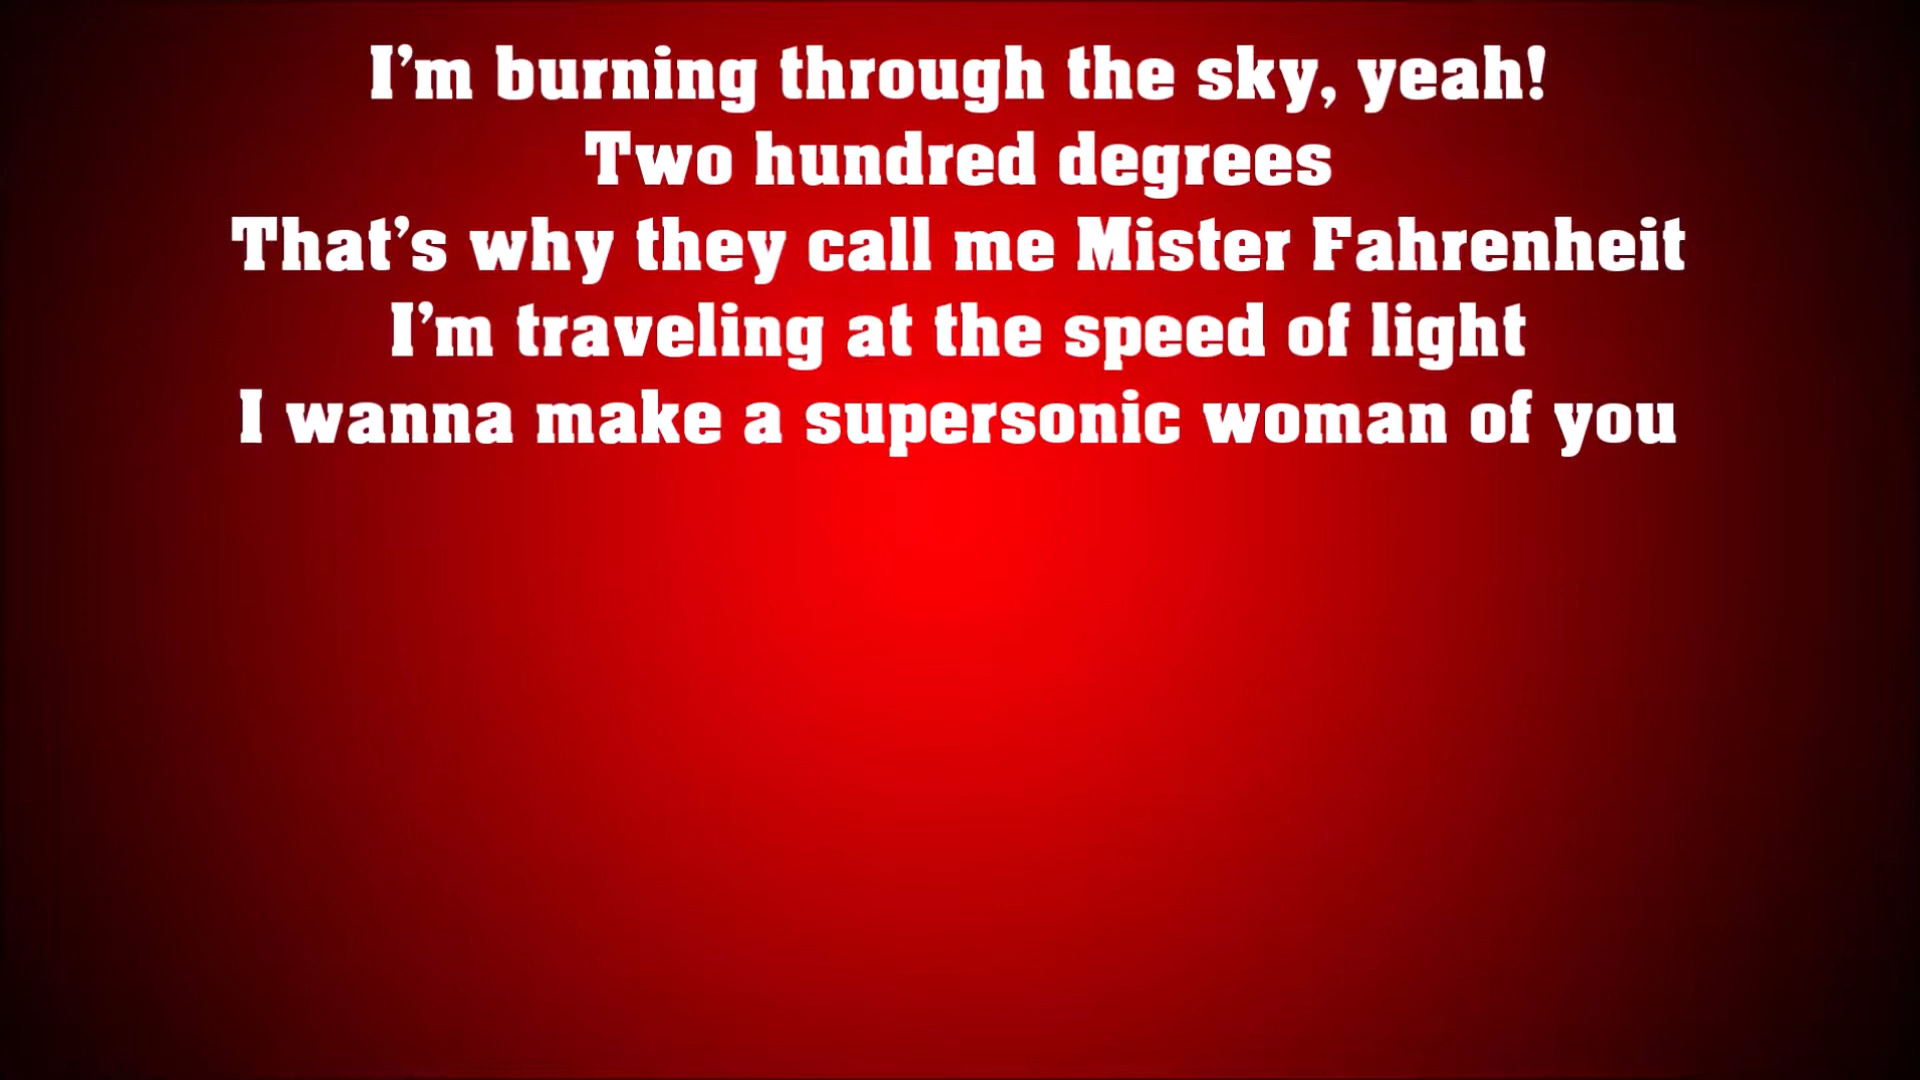 I'm burning through the sky, yeah!
Two hundred degrees
That's why they call me Mister Fahrenheit
I'm traveling at the speed of light
I wanna make a supersonic woman of you